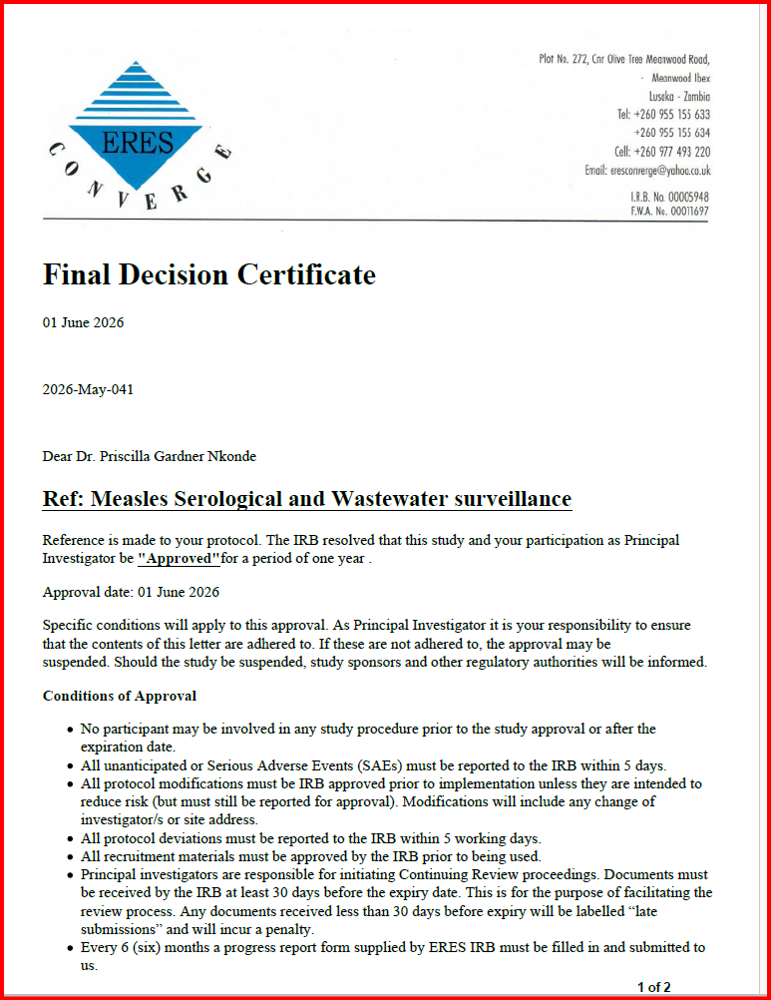 Plot No. 272, Cnr Olive Tree Meanwood Road,
- Meanwood Ibex
Lusaka - Zambia
Tel: +260 955 155 633
+260 955 155 634
Cell: +260 977 493 220
Email: eresconverge@yahoo.co.uk
I.R.B. No. 00005948
F.W.A. No. 00011697
ERES
CONVERGE
Final Decision Certificate
01 June 2026
2026-May-041
Dear Dr. Priscilla Gardner Nkonde
Ref: Measles Serological and Wastewater surveillance
Reference is made to your protocol. The IRB resolved that this study and your participation as Principal
Investigator be "Approved"for a period of one year .
Approval date: 01 June 2026
Specific conditions will apply to this approval. As Principal Investigator it is your responsibility to ensure
that the contents of this letter are adhered to. If these are not adhered to, the approval may be
suspended. Should the study be suspended, study sponsors and other regulatory authorities will be informed.
Conditions of Approval
• No participant may be involved in any study procedure prior to the study approval or after the
expiration date.
• All unanticipated or Serious Adverse Events (SAEs) must be reported to the IRB within 5 days.
• All protocol modifications must be IRB approved prior to implementation unless they are intended to
reduce risk (but must still be reported for approval). Modifications will include any change of
investigator/s or site address.
• All protocol deviations must be reported to the IRB within 5 working days.
• All recruitment materials must be approved by the IRB prior to being used.
• Principal investigators are responsible for initiating Continuing Review proceedings. Documents must
be received by the IRB at least 30 days before the expiry date. This is for the purpose of facilitating the
review process. Any documents received less than 30 days before expiry will be labelled “late
submissions” and will incur a penalty.
• Every 6 (six) months a progress report form supplied by ERES IRB must be filled in and submitted to
us.
1 of 2